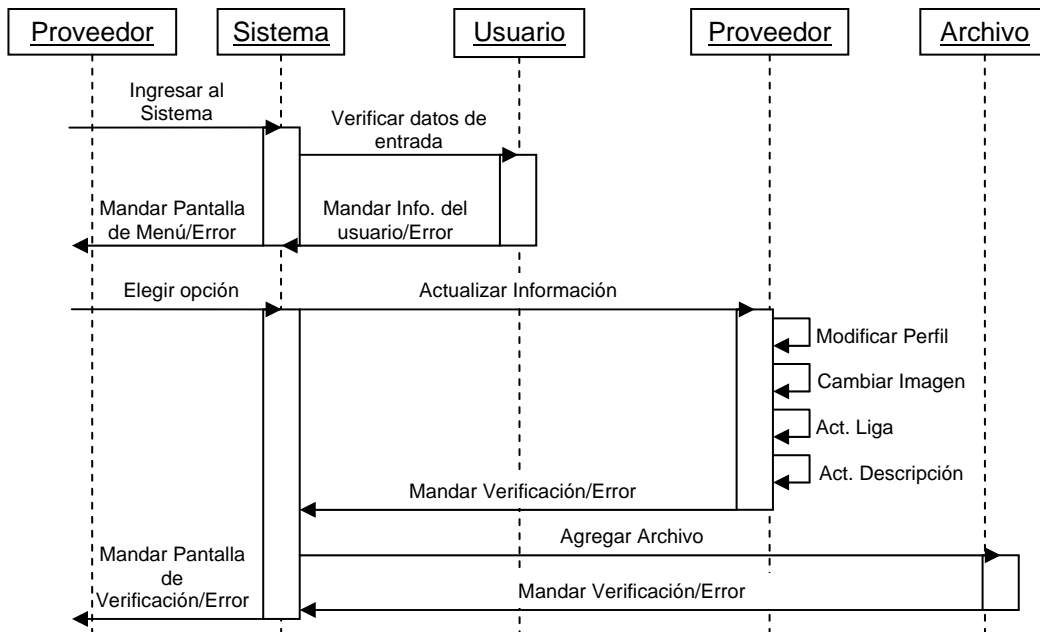 Proveedor
Sistema
Usuario
Proveedor
Archivo
Ingresar al
Sistema
Verificar datos de
entrada
Mandar Pantalla
de Menú/Error
Mandar Info. del
usuario/Error
Elegir opción
Actualizar Información
Modificar Perfil
Cambiar Imagen
Act. Liga
Act. Descripción
Mandar Verificación/Error
Agregar Archivo
Mandar Pantalla
de
Verificación/Error
Mandar Verificación/Error